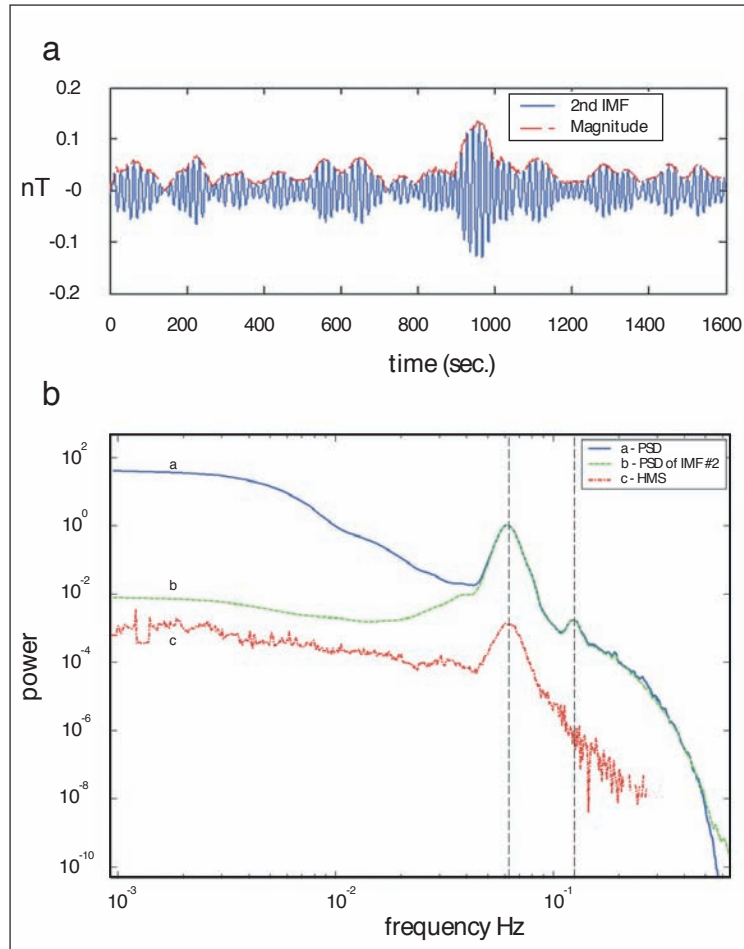 a
0.2
0.1
nT -0
-0.1
-0.2
2nd IMF
Magnitude
0 200 400 600 800 1000 1200 1400 1600
time (sec.)
b
10^2
10^0
10^-2
10^-4
10^-6
10^-8
10^-10
power
a
b
c
a - PSD
b - PSD of IMF#2
c - HMS
10^-3 10^-2 10^-1
frequency Hz